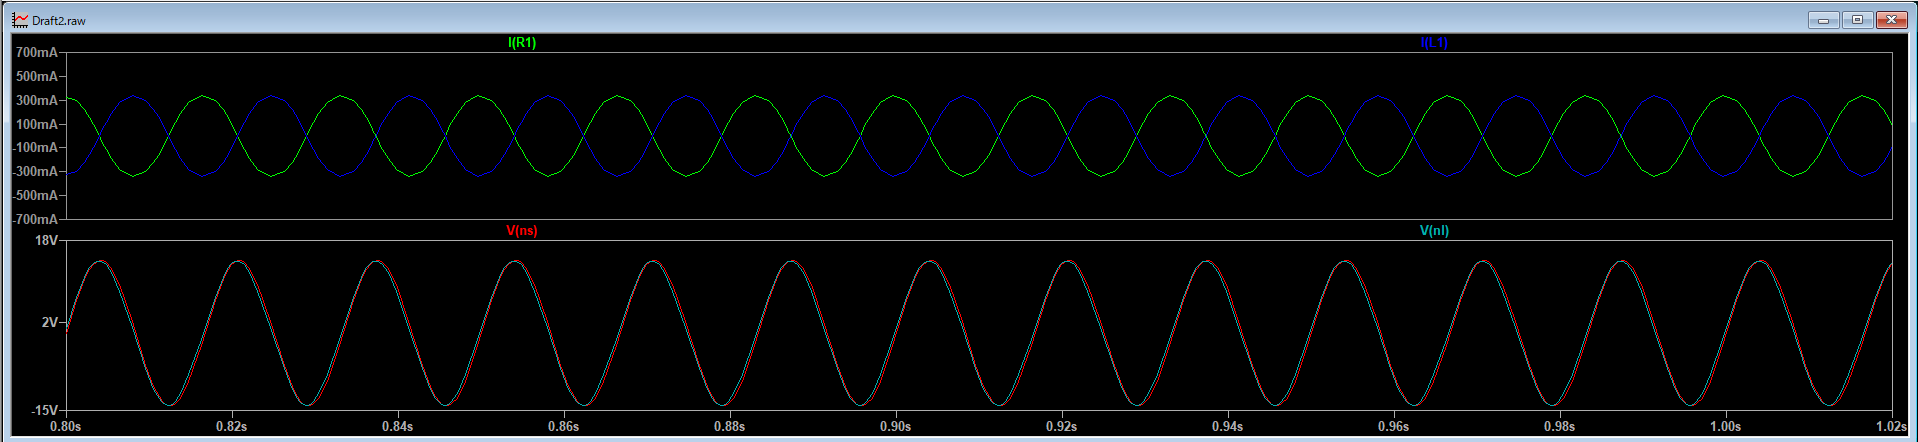 Draft2.raw
I(R1) I(L1)
700mA
500mA
300mA
100mA
-100mA
-300mA
-500mA
-700mA
V(ns) V(nl)
18V
2V
-15V
0.80s 0.82s 0.84s 0.86s 0.88s 0.90s 0.92s 0.94s 0.96s 0.98s 1.00s 1.02s